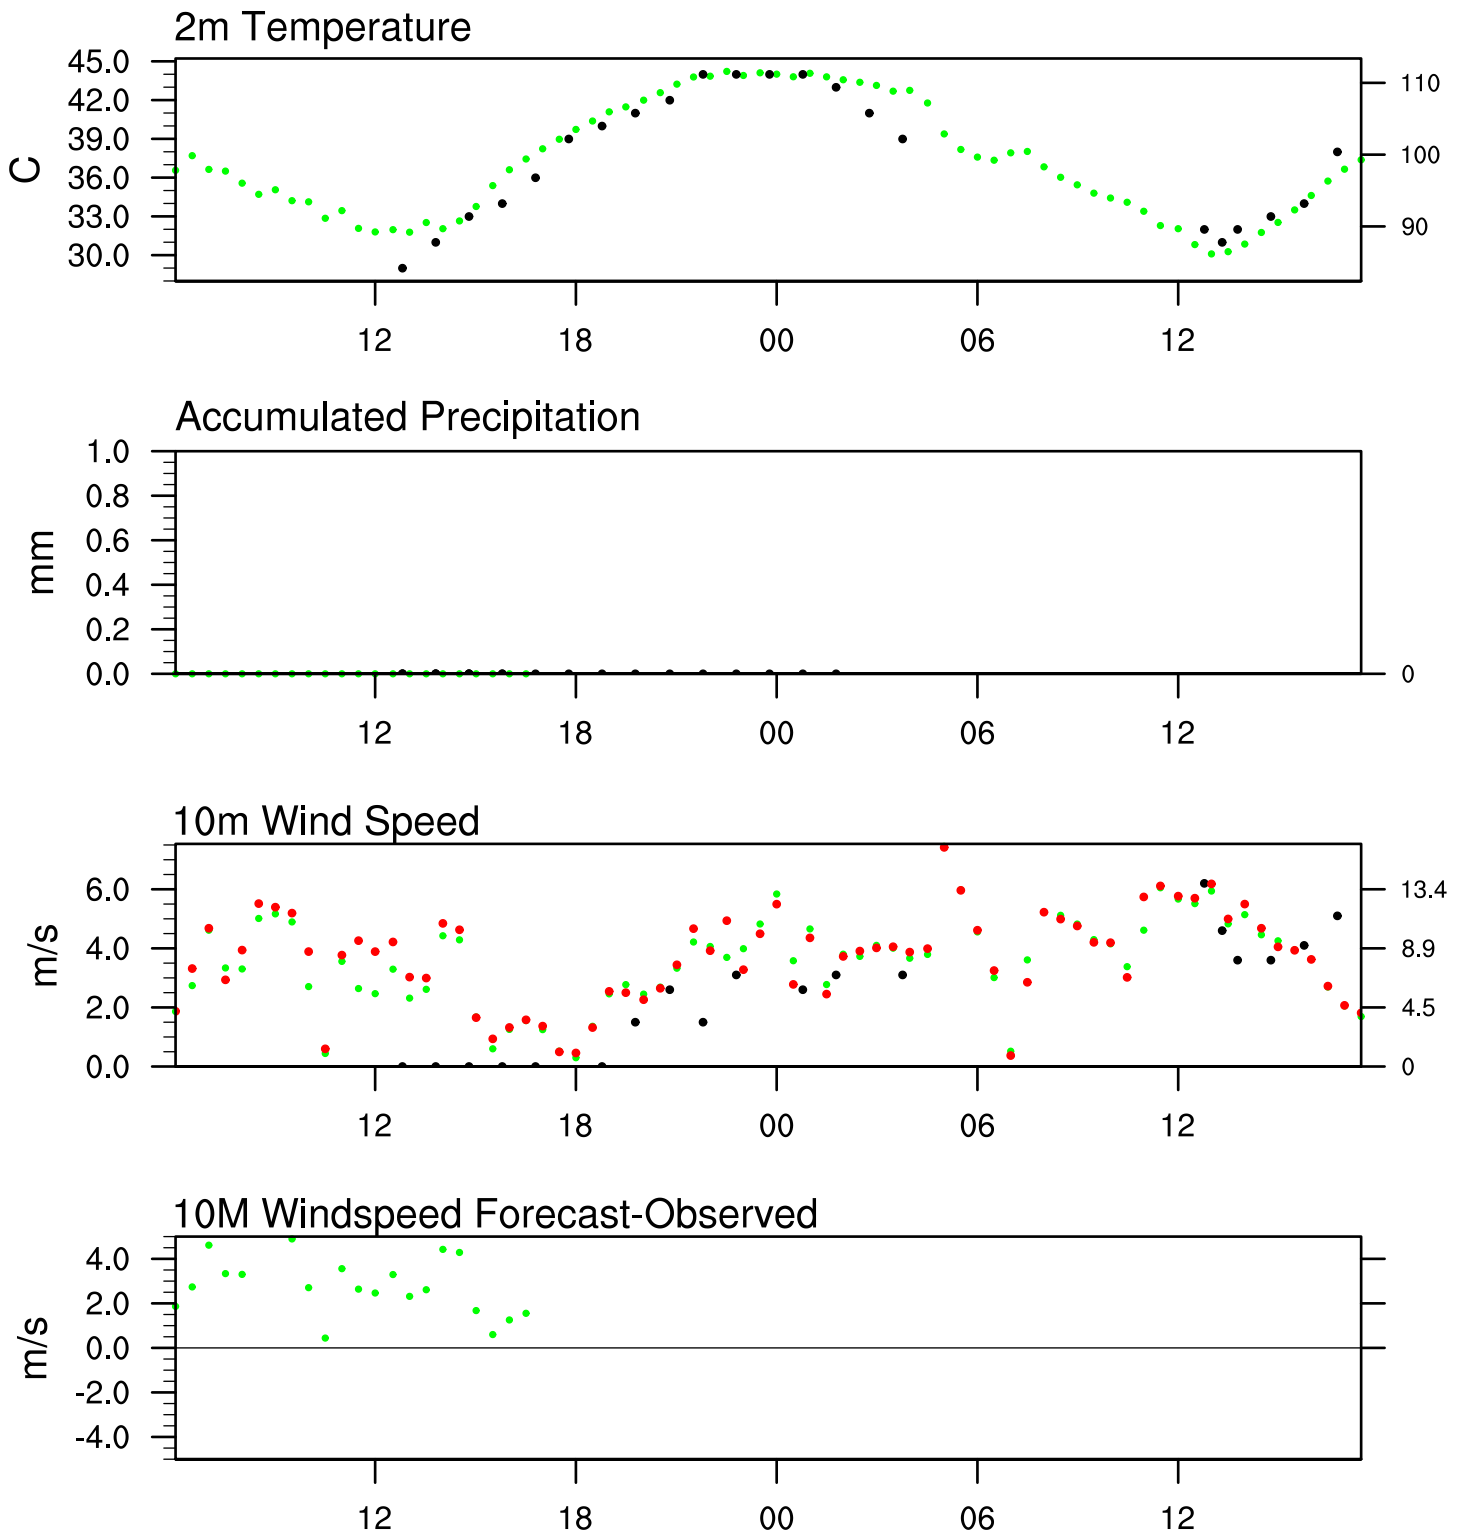 2m Temperature
45.0
42.0
39.0
36.0
33.0
30.0
C
110
100
90
12 18 00 06 12
Accumulated Precipitation
1.0
0.8
0.6
0.4
0.2
0.0
mm
0
12 18 00 06 12
10m Wind Speed
6.0
4.0
2.0
0.0
m/s
13.4
8.9
4.5
0
12 18 00 06 12
10M Windspeed Forecast-Observed
4.0
2.0
0.0
-2.0
-4.0
m/s
12 18 00 06 12